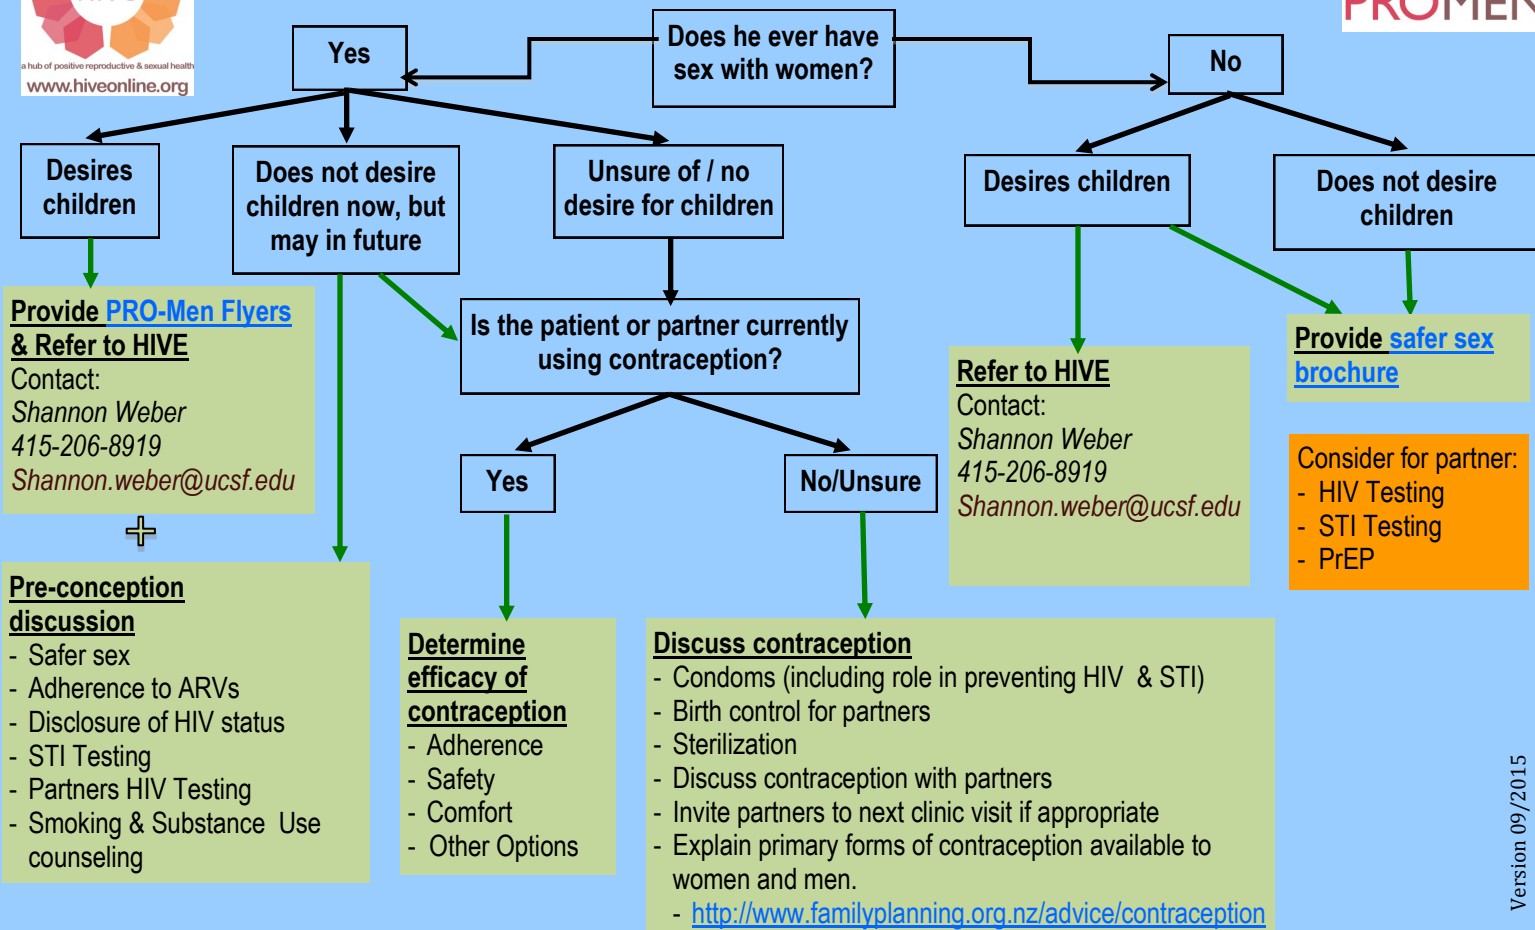 a hub of positive reproductive & sexual health
www.hiveonline.org
PROMEN
Does he ever have
sex with women?
Yes
No
Desires
children
Does not desire
children now, but
may in future
Unsure of / no
desire for children
Desires children
Does not desire
children
Provide PRO-Men Flyers
& Refer to HIVE
Contact:
Shannon Weber
415-206-8919
Shannon.weber@ucsf.edu
Is the patient or partner currently
using contraception?
Refer to HIVE
Contact:
Shannon Weber
415-206-8919
Shannon.weber@ucsf.edu
Provide safer sex
brochure
Consider for partner:
- HIV Testing
- STI Testing
- PrEP
Yes
No/Unsure
Pre-conception
discussion
- Safer sex
- Adherence to ARVs
- Disclosure of HIV status
- STI Testing
- Partners HIV Testing
- Smoking & Substance Use
counseling
Determine
efficacy of
contraception
- Adherence
- Safety
- Comfort
- Other Options
Discuss contraception
- Condoms (including role in preventing HIV & STI)
- Birth control for partners
- Sterilization
- Discuss contraception with partners
- Invite partners to next clinic visit if appropriate
- Explain primary forms of contraception available to
women and men.
- http://www.familyplanning.org.nz/advice/contraception
Version 09/2015